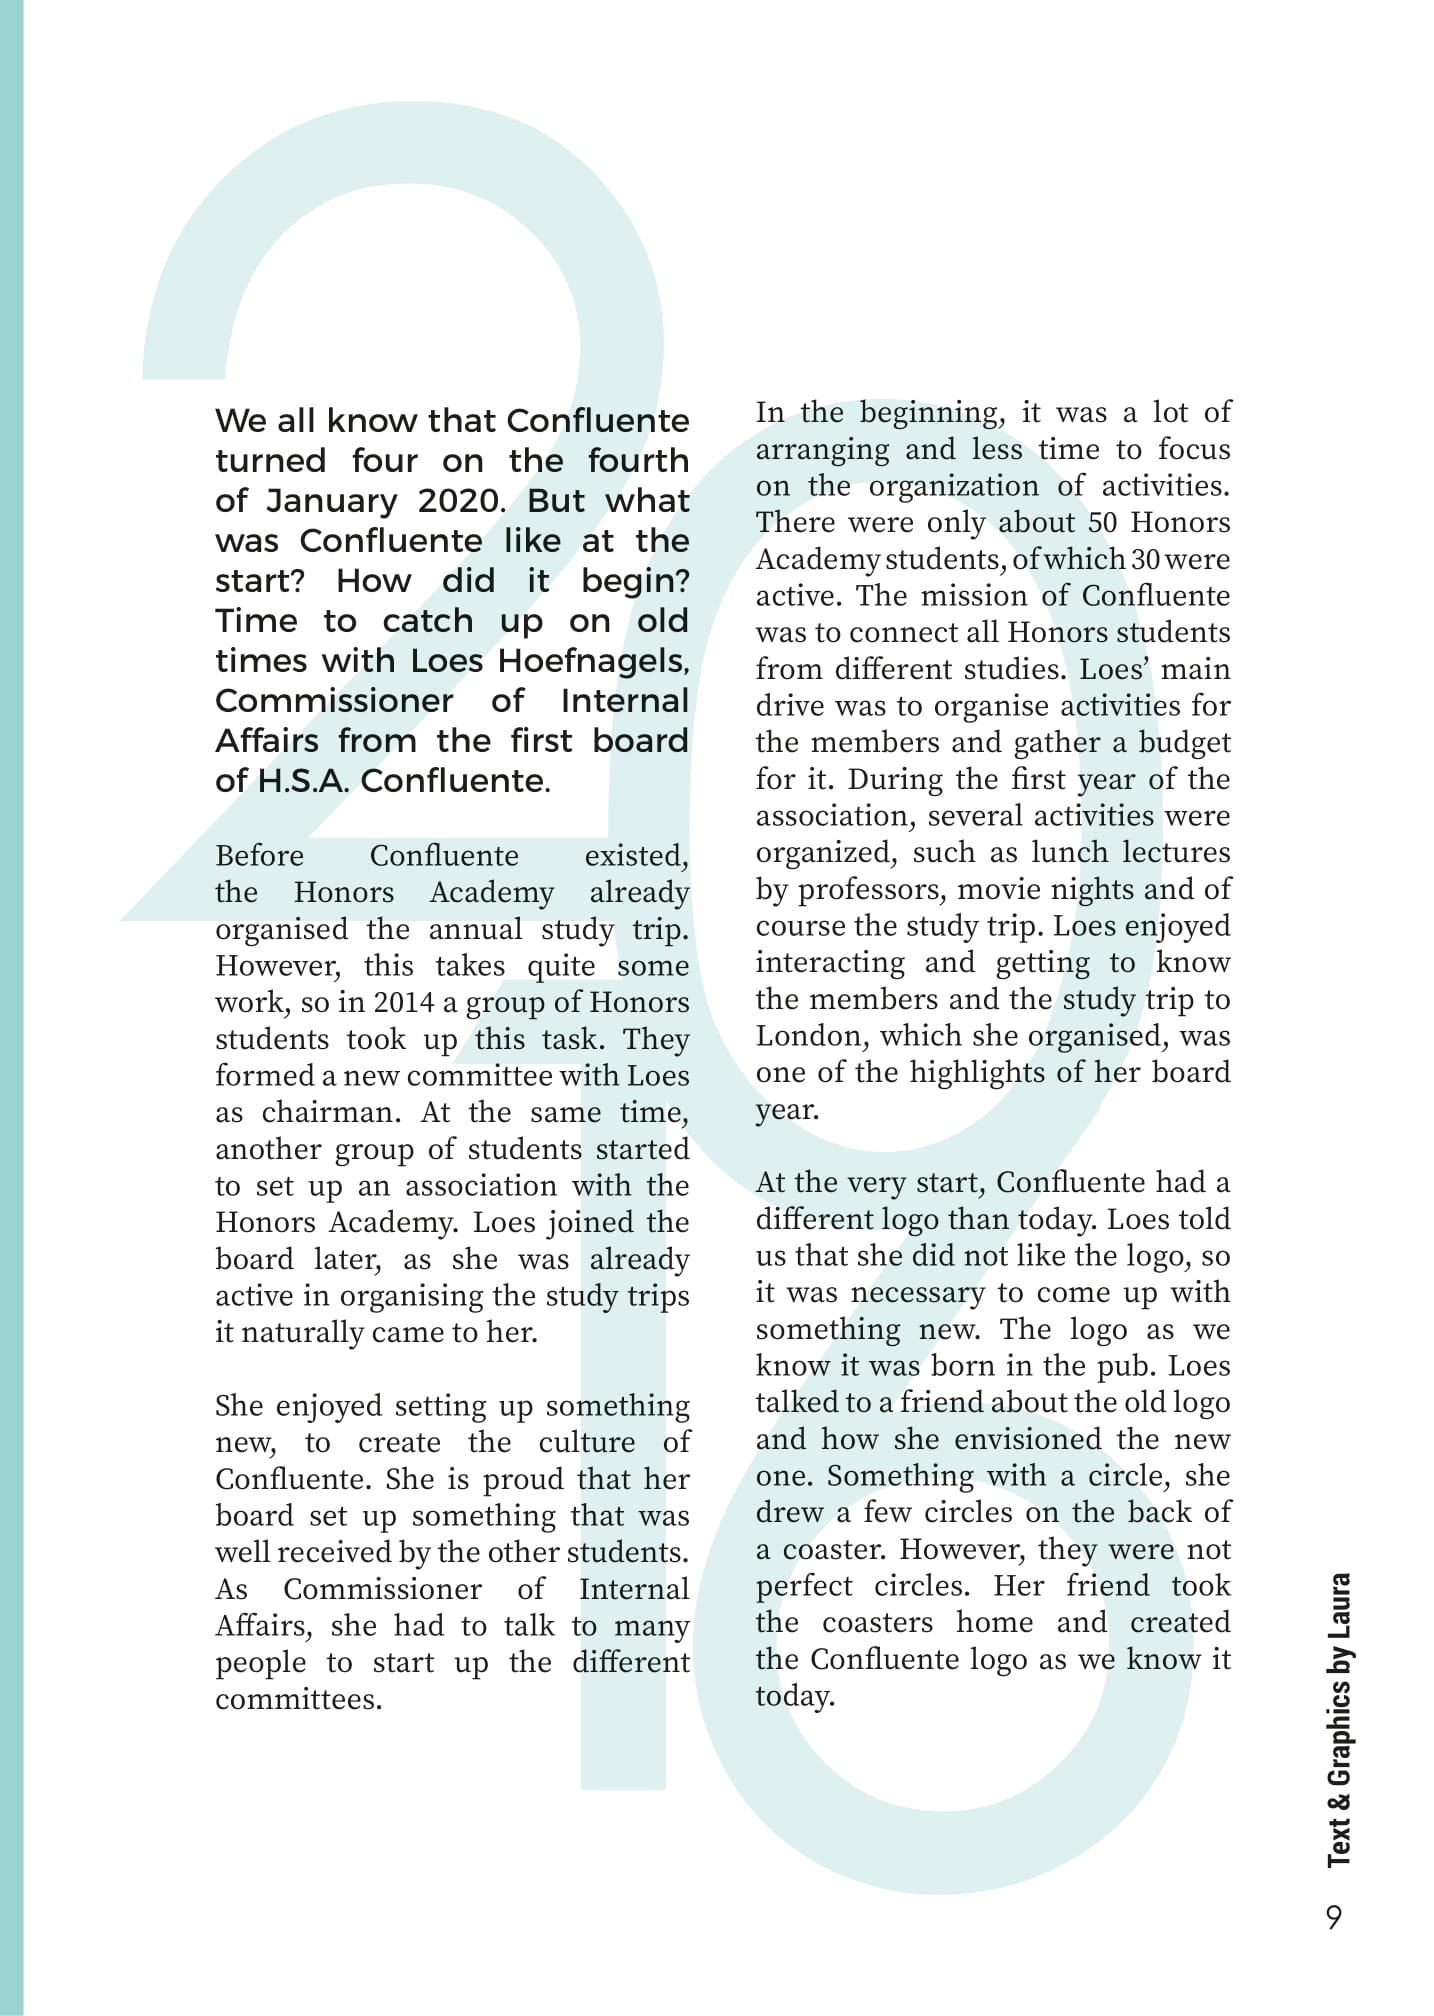 We all know that Confluente
turned four on the fourth
of January 2020. But what
was Confluente like at the
start? How did it begin?
Time to catch up on old
times with Loes Hoefnagels,
Commissioner of Internal
Affairs from the first board
of H.S.A. Confluente.
Before Confluente existed,
the Honors Academy already
organised the annual study trip.
However, this takes quite some
work, so in 2014 a group of Honors
students took up this task. They
formed a new committee with Loes
as chairman. At the same time,
another group of students started
to set up an association with the
Honors Academy. Loes joined the
board later, as she was already
active in organising the study trips
it naturally came to her.
She enjoyed setting up something
new, to create the culture of
Confluente. She is proud that her
board set up something that was
well received by the other students.
As Commissioner of Internal
Affairs, she had to talk to many
people to start up the different
committees.
In the beginning, it was a lot of
arranging and less time to focus
on the organization of activities.
There were only about 50 Honors
Academy students, of which 30 were
active. The mission of Confluente
was to connect all Honors students
from different studies. Loes’ main
drive was to organise activities for
the members and gather a budget
for it. During the first year of the
association, several activities were
organized, such as lunch lectures
by professors, movie nights and of
course the study trip. Loes enjoyed
interacting and getting to know
the members and the study trip to
London, which she organised, was
one of the highlights of her board
year.
At the very start, Confluente had a
different logo than today. Loes told
us that she did not like the logo, so
it was necessary to come up with
something new. The logo as we
know it was born in the pub. Loes
talked to a friend about the old logo
and how she envisioned the new
one. Something with a circle, she
drew a few circles on the back of
a coaster. However, they were not
perfect circles. Her friend took
the coasters home and created
the Confluente logo as we know it
today.
20
16
Text & Graphics by Laura
9